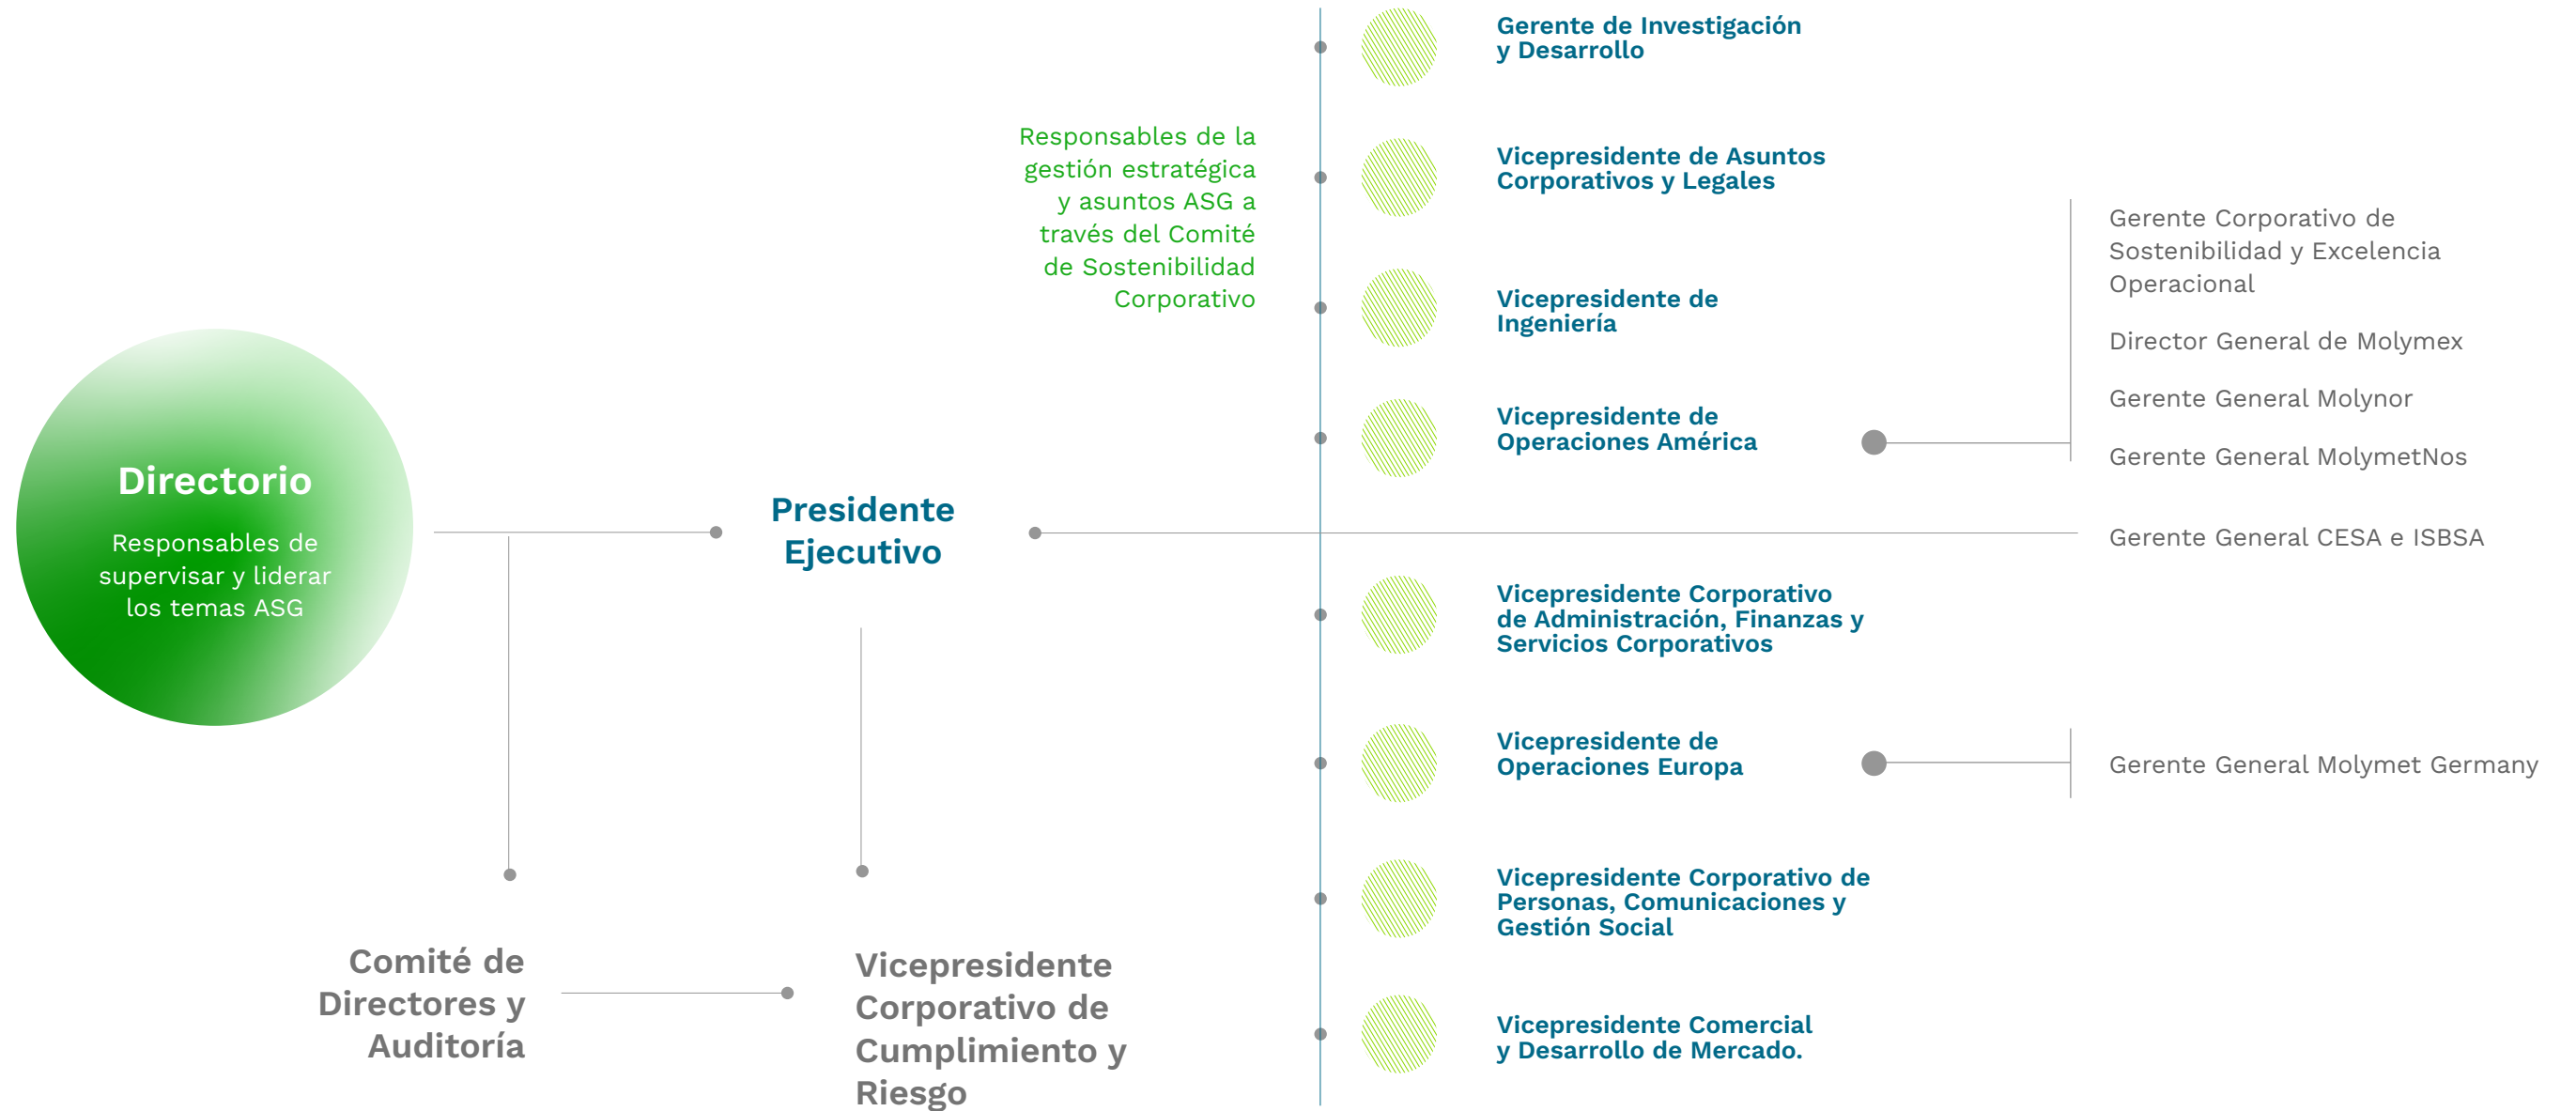 Directorio
Responsables de
supervisar y liderar
los temas ASG
Presidente
Ejecutivo
Comité de
Directores y
Auditoría
Vicepresidente
Corporativo de
Cumplimiento y
Riesgo
Responsables de la
gestión estratégica
y asuntos ASG a
través del Comité
de Sostenibilidad
Corporativo
Gerente de Investigación
y Desarrollo
Vicepresidente de Asuntos
Corporativos y Legales
Vicepresidente de
Ingeniería
Vicepresidente de
Operaciones América
Gerente Corporativo de
Sostenibilidad y Excelencia
Operacional
Director General de Molymex
Gerente General Molynor
Gerente General MolymetNos
Gerente General CESA e ISBSA
Vicepresidente Corporativo
de Administración, Finanzas y
Servicios Corporativos
Vicepresidente de
Operaciones Europa
Gerente General Molymet Germany
Vicepresidente Corporativo de
Personas, Comunicaciones y
Gestión Social
Vicepresidente Comercial
y Desarrollo de Mercado.